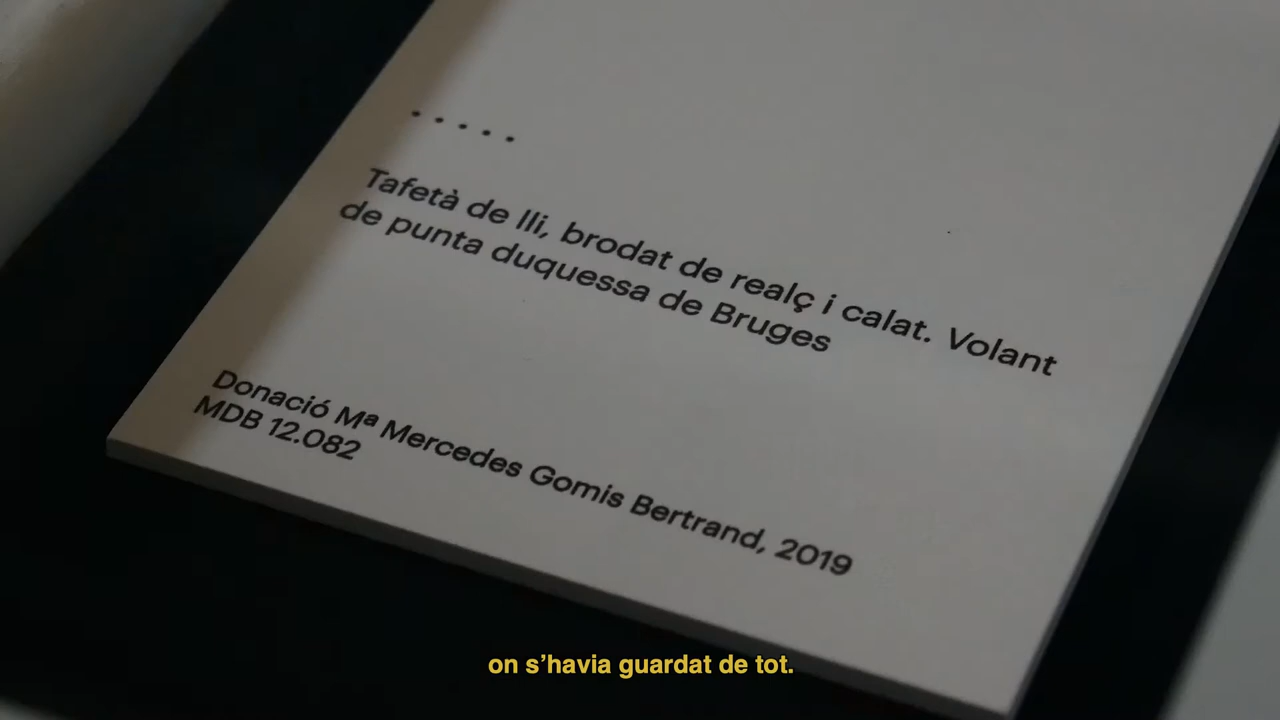 .....
Tafetà de lli, brodat de realç i calat. Volant
de punta duquessa de Bruges
Donació Mª Mercedes Gomis Bertrand, 2019
MDB 12.082
on s’havia guardat de tot.